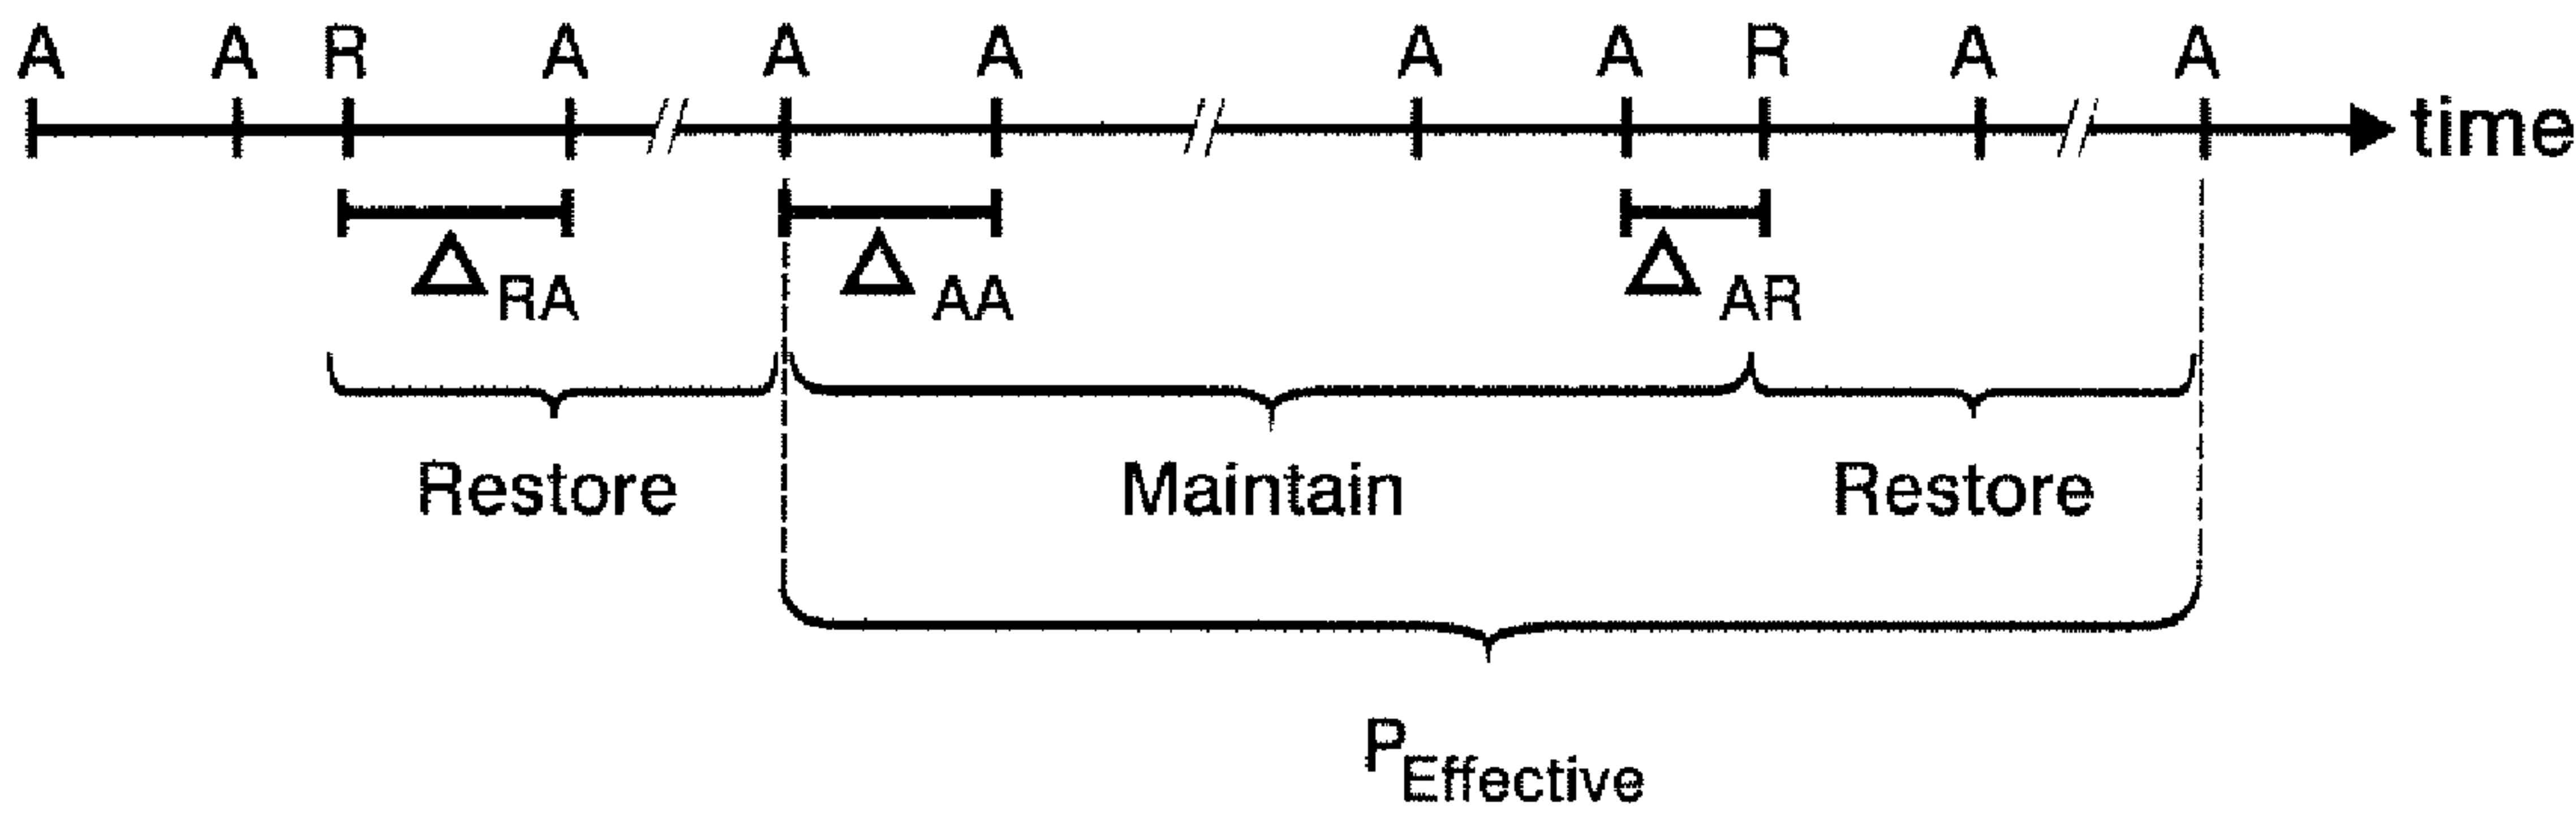 A A R A A A A A R A A
time
Δ RA Δ AA Δ AR
Restore Maintain Restore
P Effective